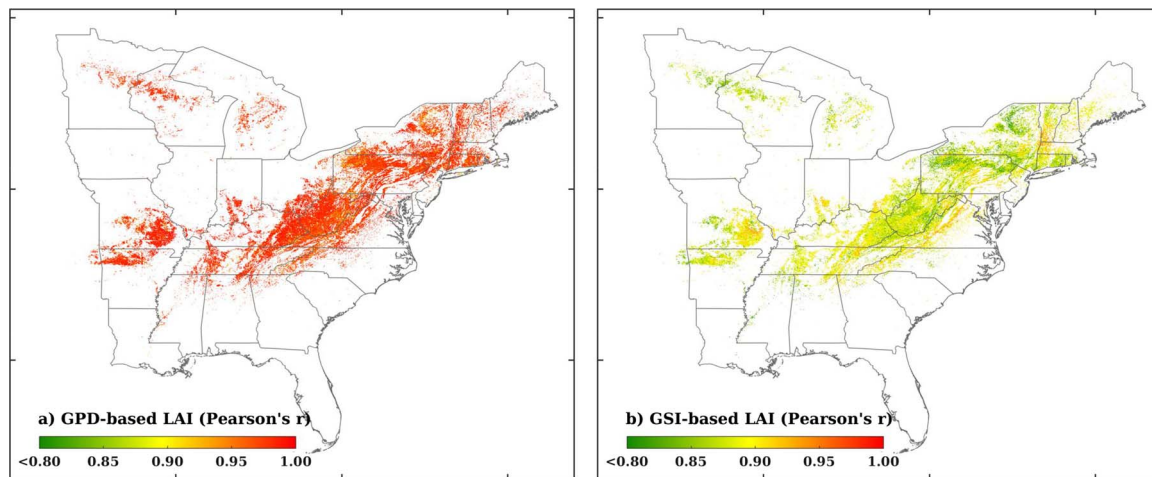 a) GPD-based LAI (Pearson's r)
<0.80 0.85 0.90 0.95 1.00
b) GSI-based LAI (Pearson's r)
<0.80 0.85 0.90 0.95 1.00